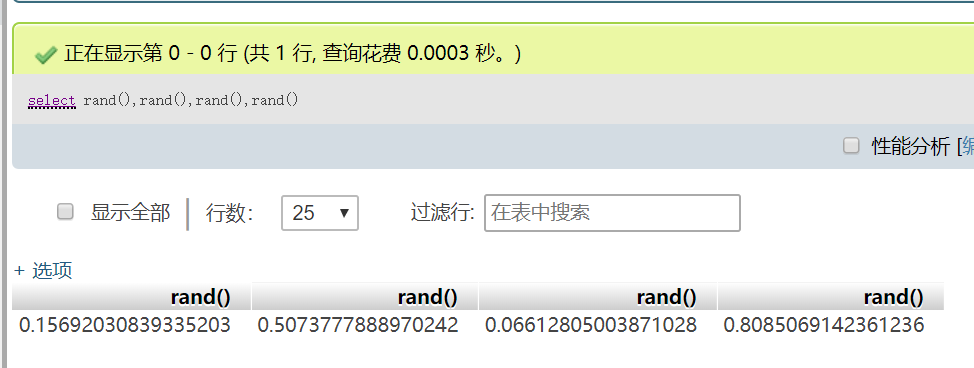 正在显示第 0 - 0 行 (共 1 行, 查询花费 0.0003 秒。)
select rand(),rand(),rand(),rand()
性能分析 [编
显示全部 行数： 25 过滤行: 在表中搜索
+ 选项
rand() rand() rand() rand()
0.15692030839335203 0.5073777888970242 0.06612805003871028 0.8085069142361236